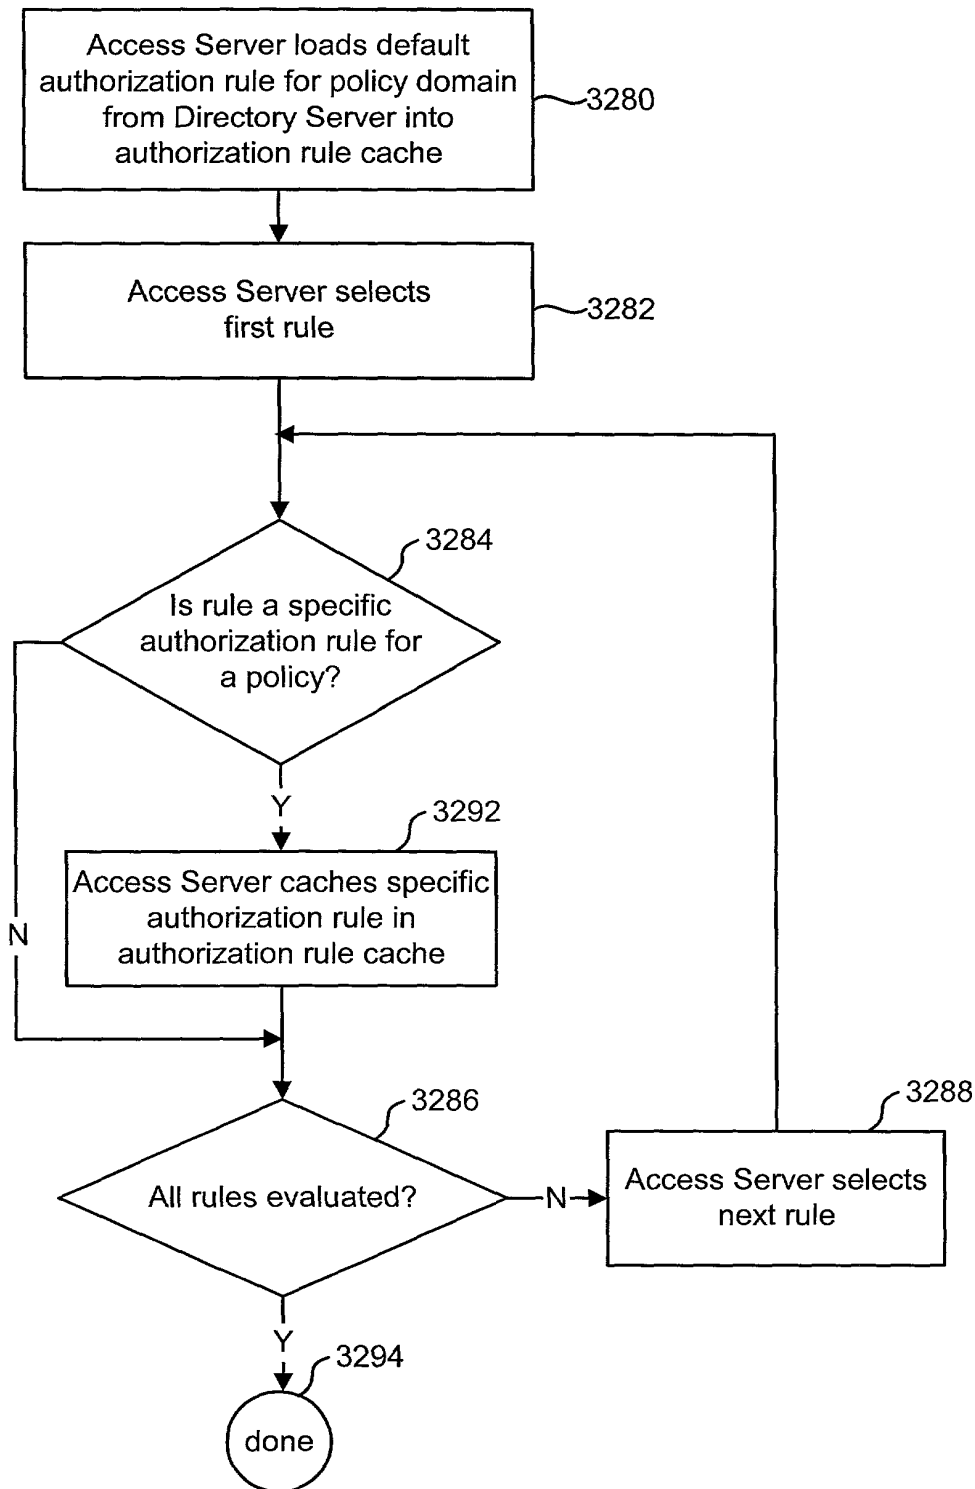 Access Server loads default
authorization rule for policy domain
from Directory Server into
authorization rule cache
3280
Access Server selects
first rule
3282
3284
Is rule a specific
authorization rule for
a policy?
Y
3292
Access Server caches specific
authorization rule in
authorization rule cache
N
3286
All rules evaluated?
N
3288
Access Server selects
next rule
Y
3294
done